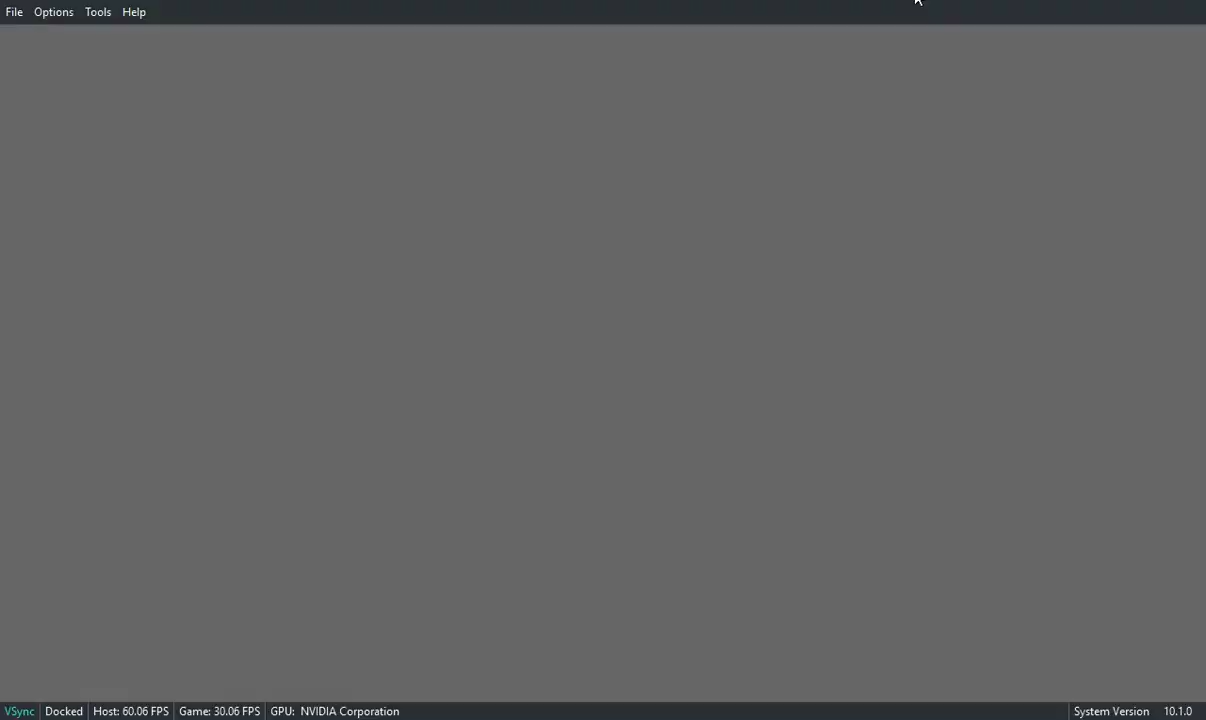 File Options Tools Help
VSync Docked Host: 60.06 FPS Game: 30.06 FPS GPU: NVIDIA Corporation System Version 10.1.0